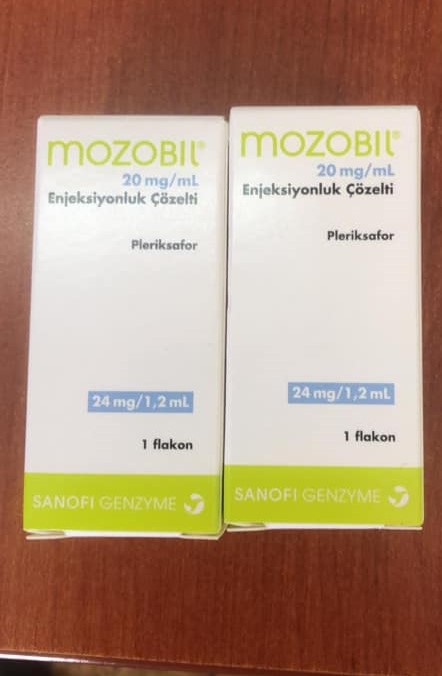 MOZOBIL®
20 mg/mL
Enjeksiyonluk Çözelti
Pleriksafor
24 mg/1,2 mL
1 flakon
SANOFI GENZYME
MOZOBIL®
20 mg/mL
Enjeksiyonluk Çözelti
Pleriksafor
24 mg/1,2 mL
1 flakon
SANOFI GENZYME